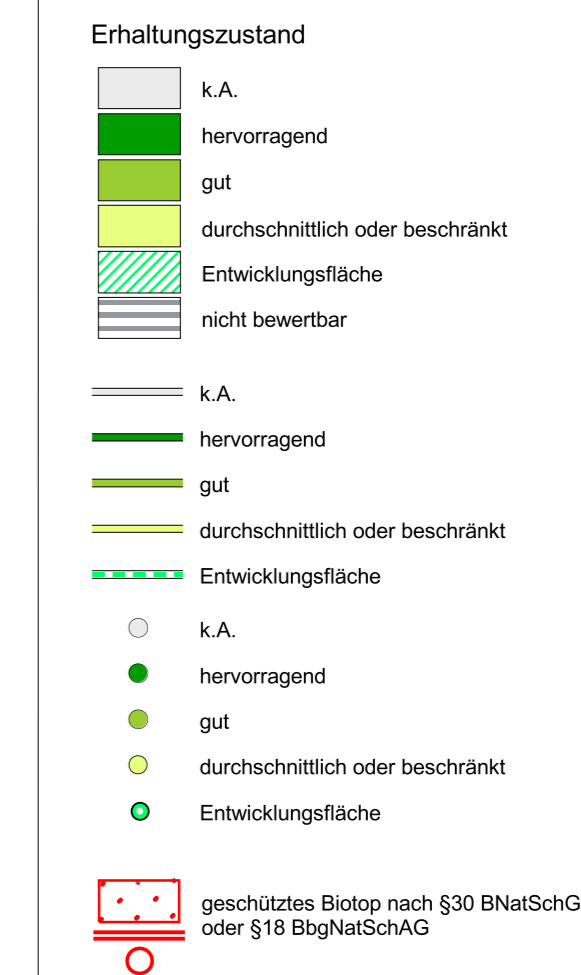 Erhaltungszustand
k.A.
hervorragend
gut
durchschnittlich oder beschränkt
Entwicklungsfläche
nicht bewertbar
k.A.
hervorragend
gut
durchschnittlich oder beschränkt
Entwicklungsfläche
k.A.
hervorragend
gut
durchschnittlich oder beschränkt
Entwicklungsfläche
geschütztes Biotop nach §30 BNatSchG
oder §18 BbgNatSchAG